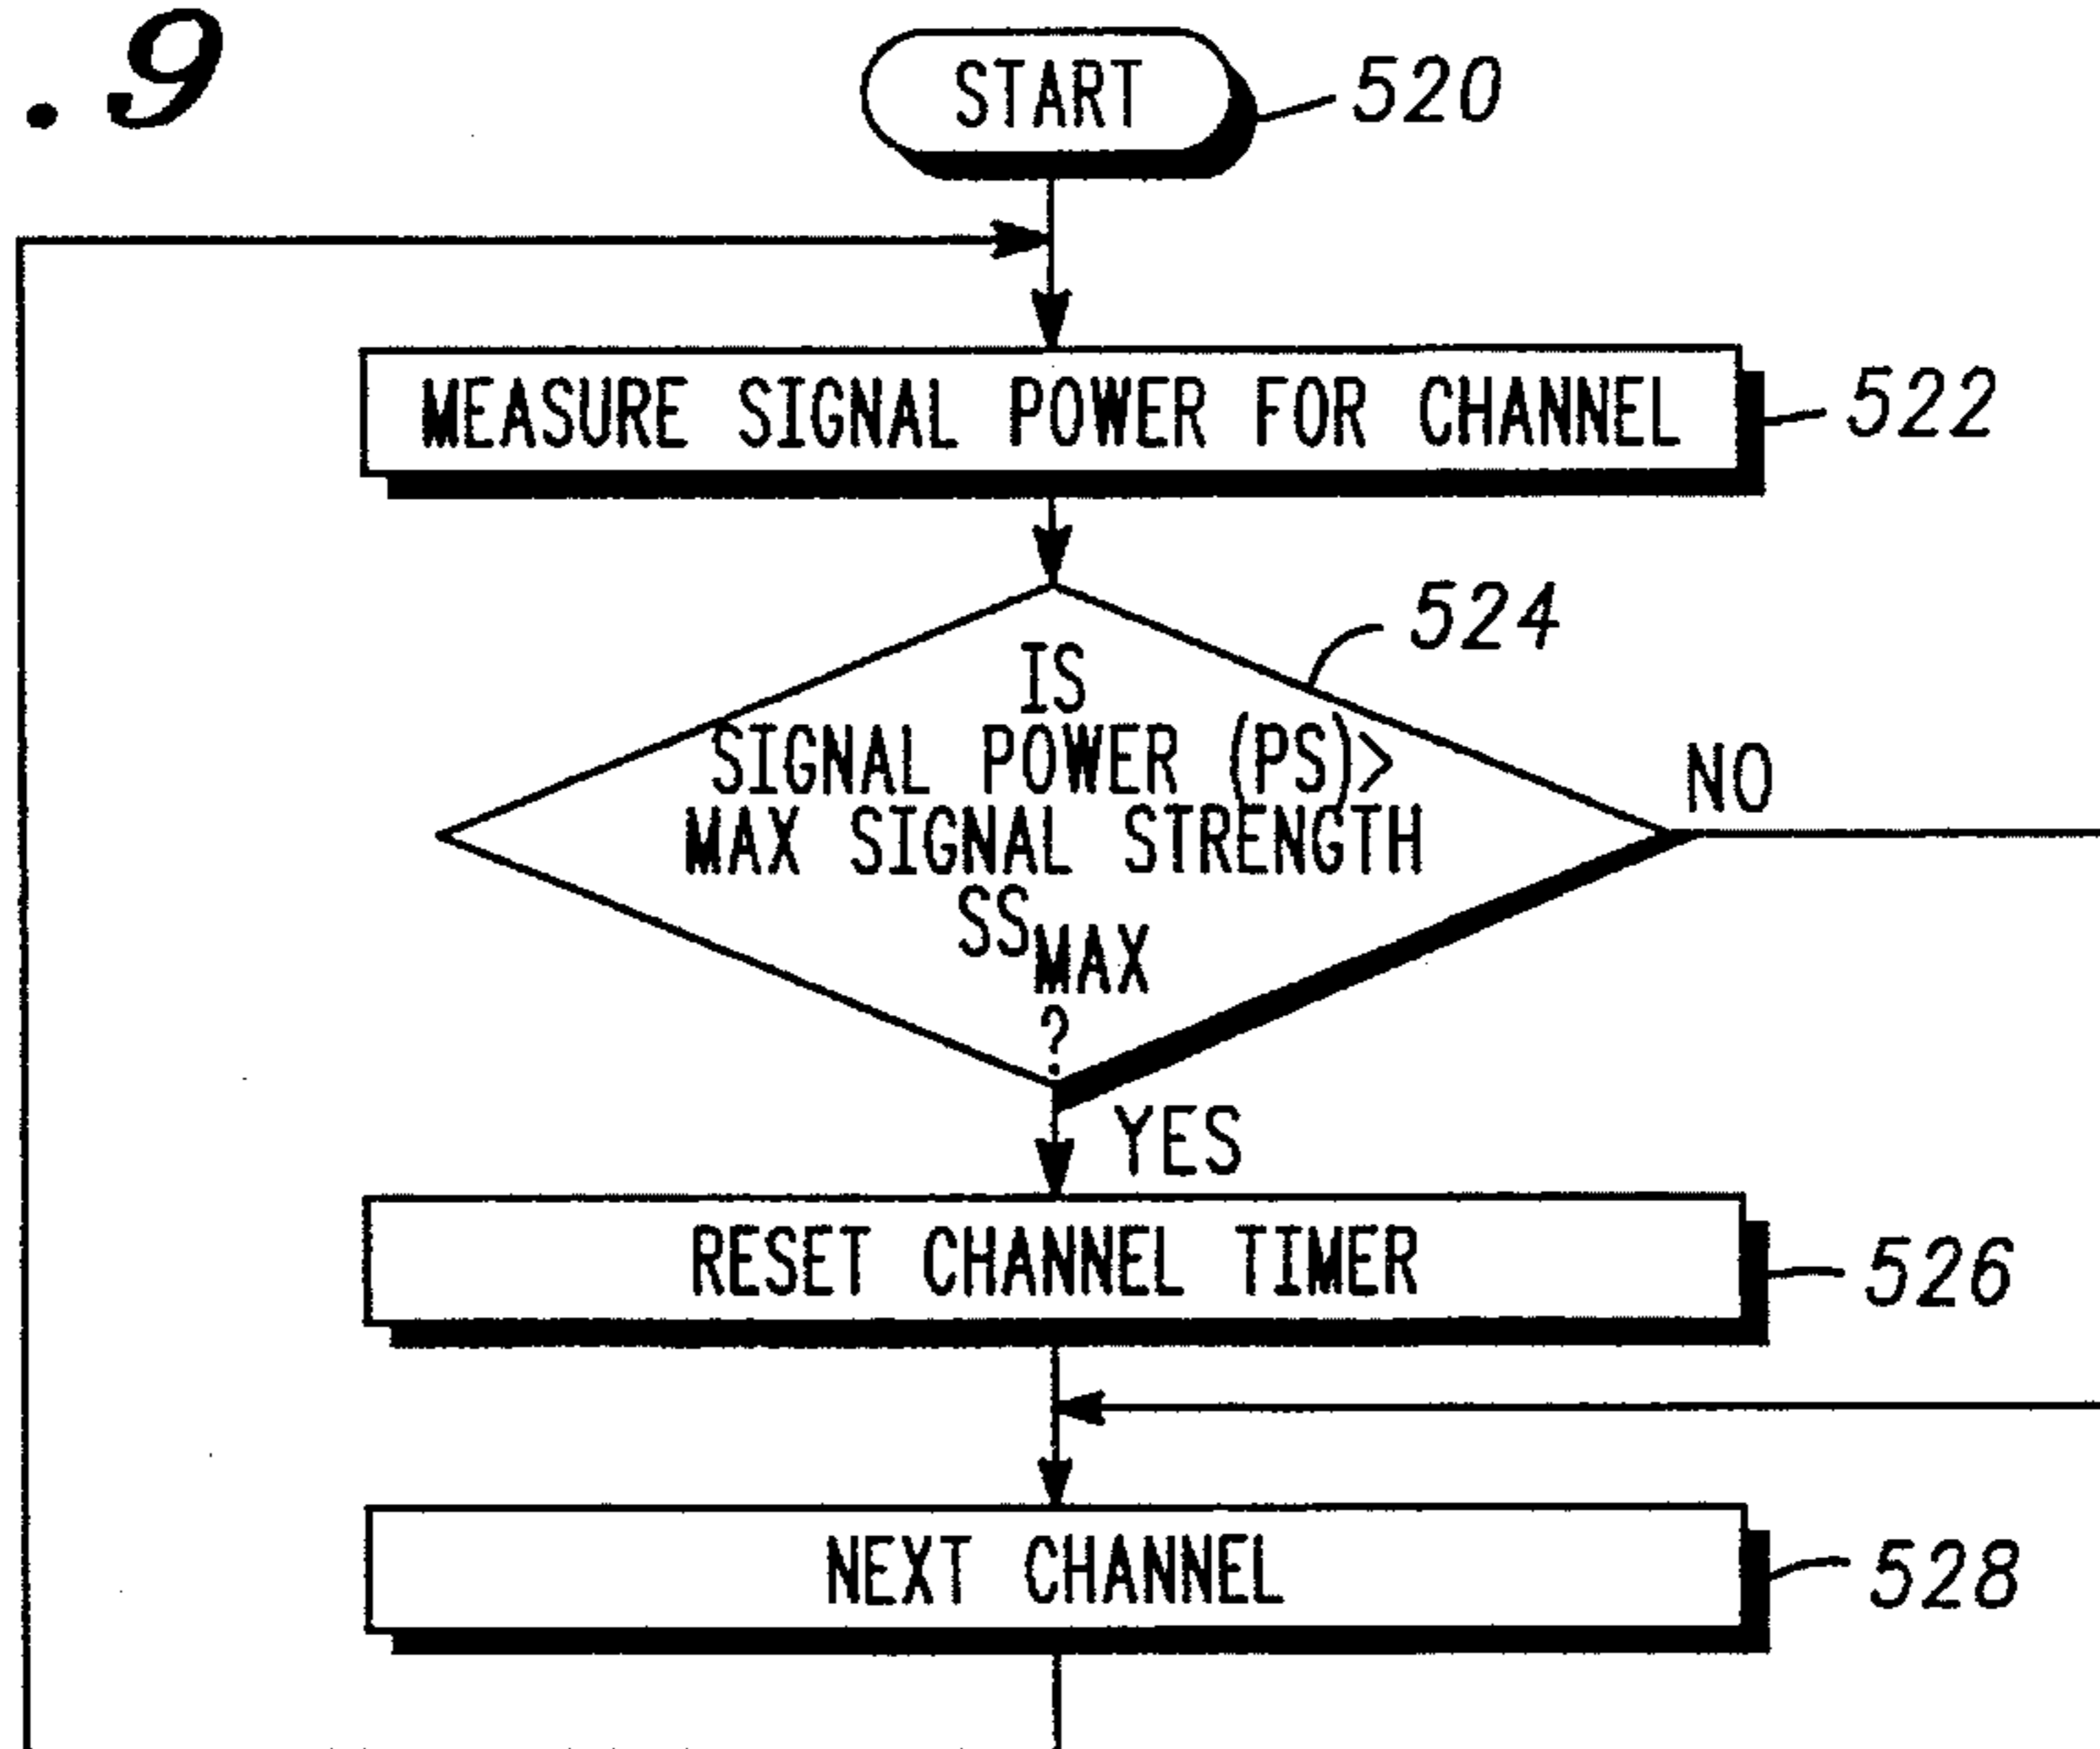 .9
START
520
MEASURE SIGNAL POWER FOR CHANNEL
522
524
IS
SIGNAL POWER (PS)>
MAX SIGNAL STRENGTH
SSMAX
?
NO
YES
RESET CHANNEL TIMER
526
NEXT CHANNEL
528